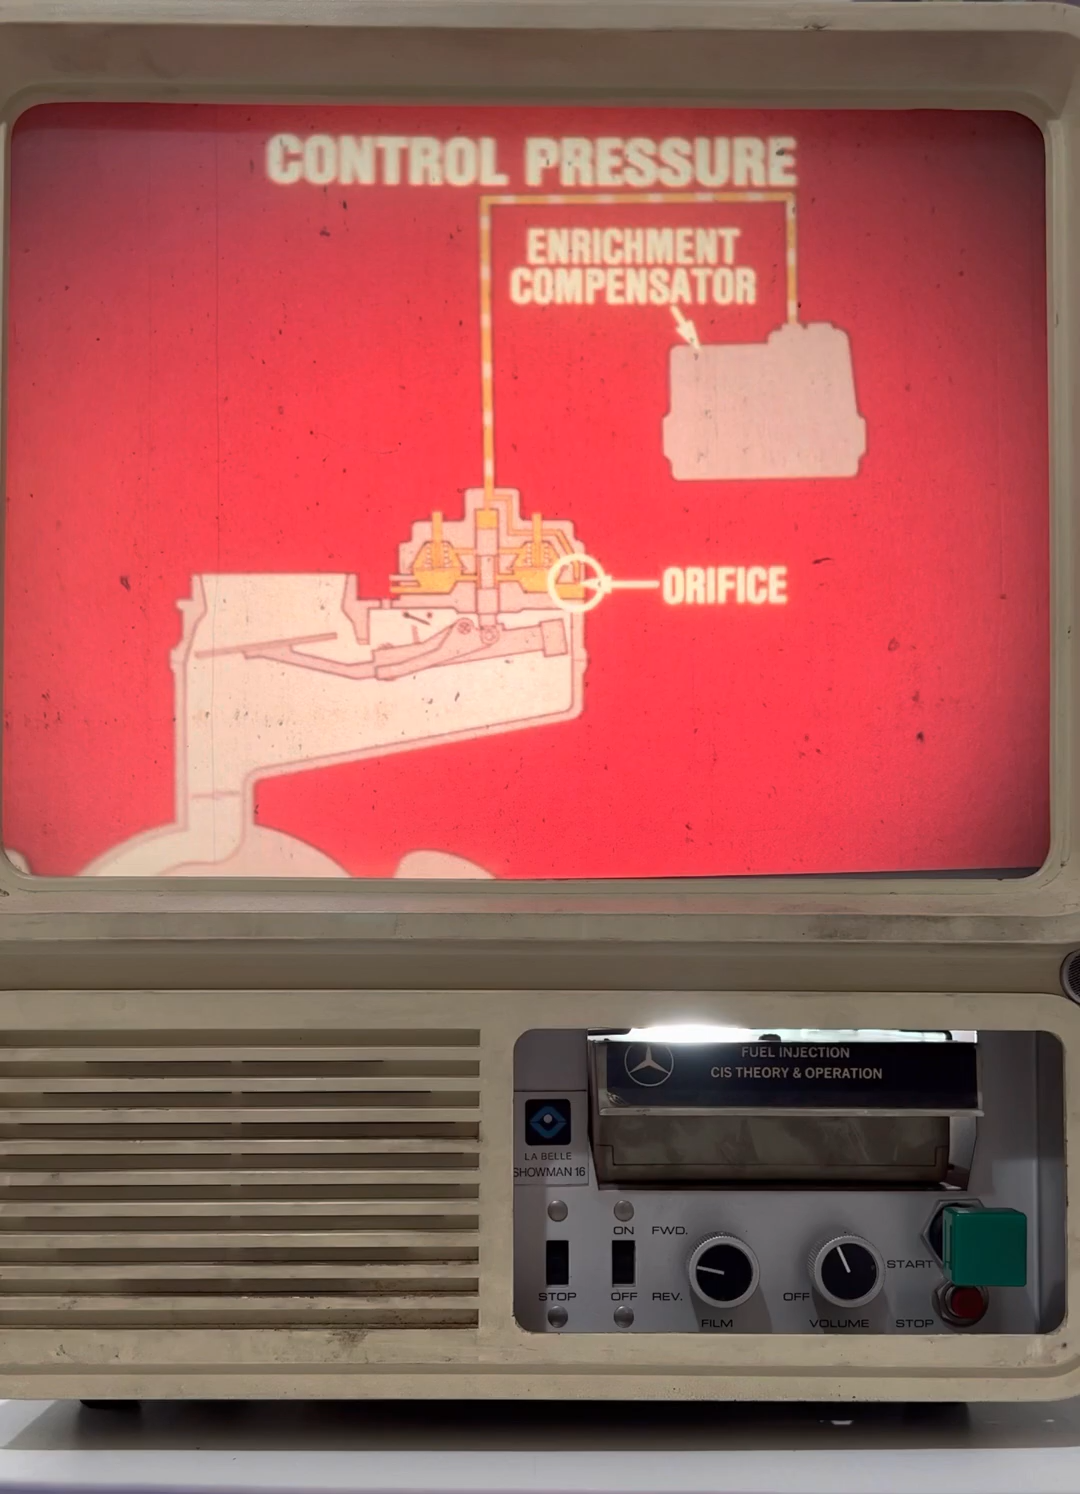 CONTROL PRESSURE
ENRICHMENT
COMPENSATOR
ORIFICE
FUEL INJECTION
CIS THEORY & OPERATION
LA BELLE
SHOWMAN 16
ON
FWD.
START
STOP
OFF
REV.
OFF
FILM
VOLUME
STOP